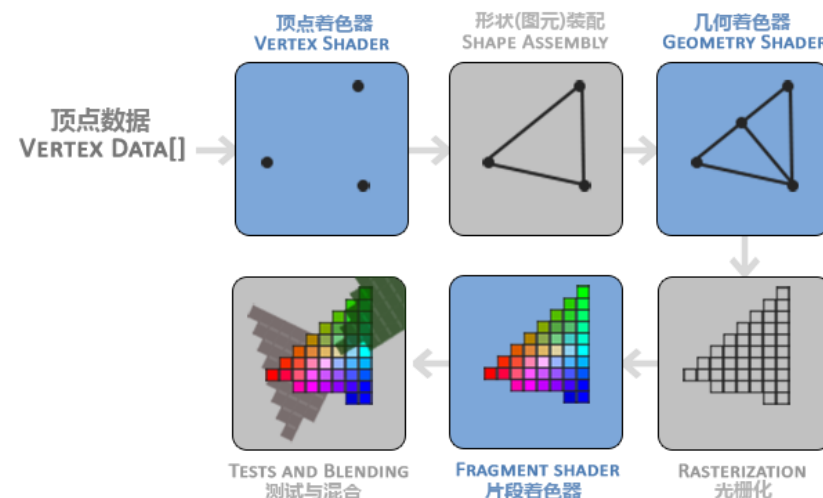 顶点着色器
VERTEX SHADER
形状(图元)装配
SHAPE ASSEMBLY
几何着色器
GEOMETRY SHADER
顶点数据
VERTEX DATA[]
TESTS AND BLENDING
测试与混合
FRAGMENT SHADER
片段着色器
RASTERIZATION
光栅化